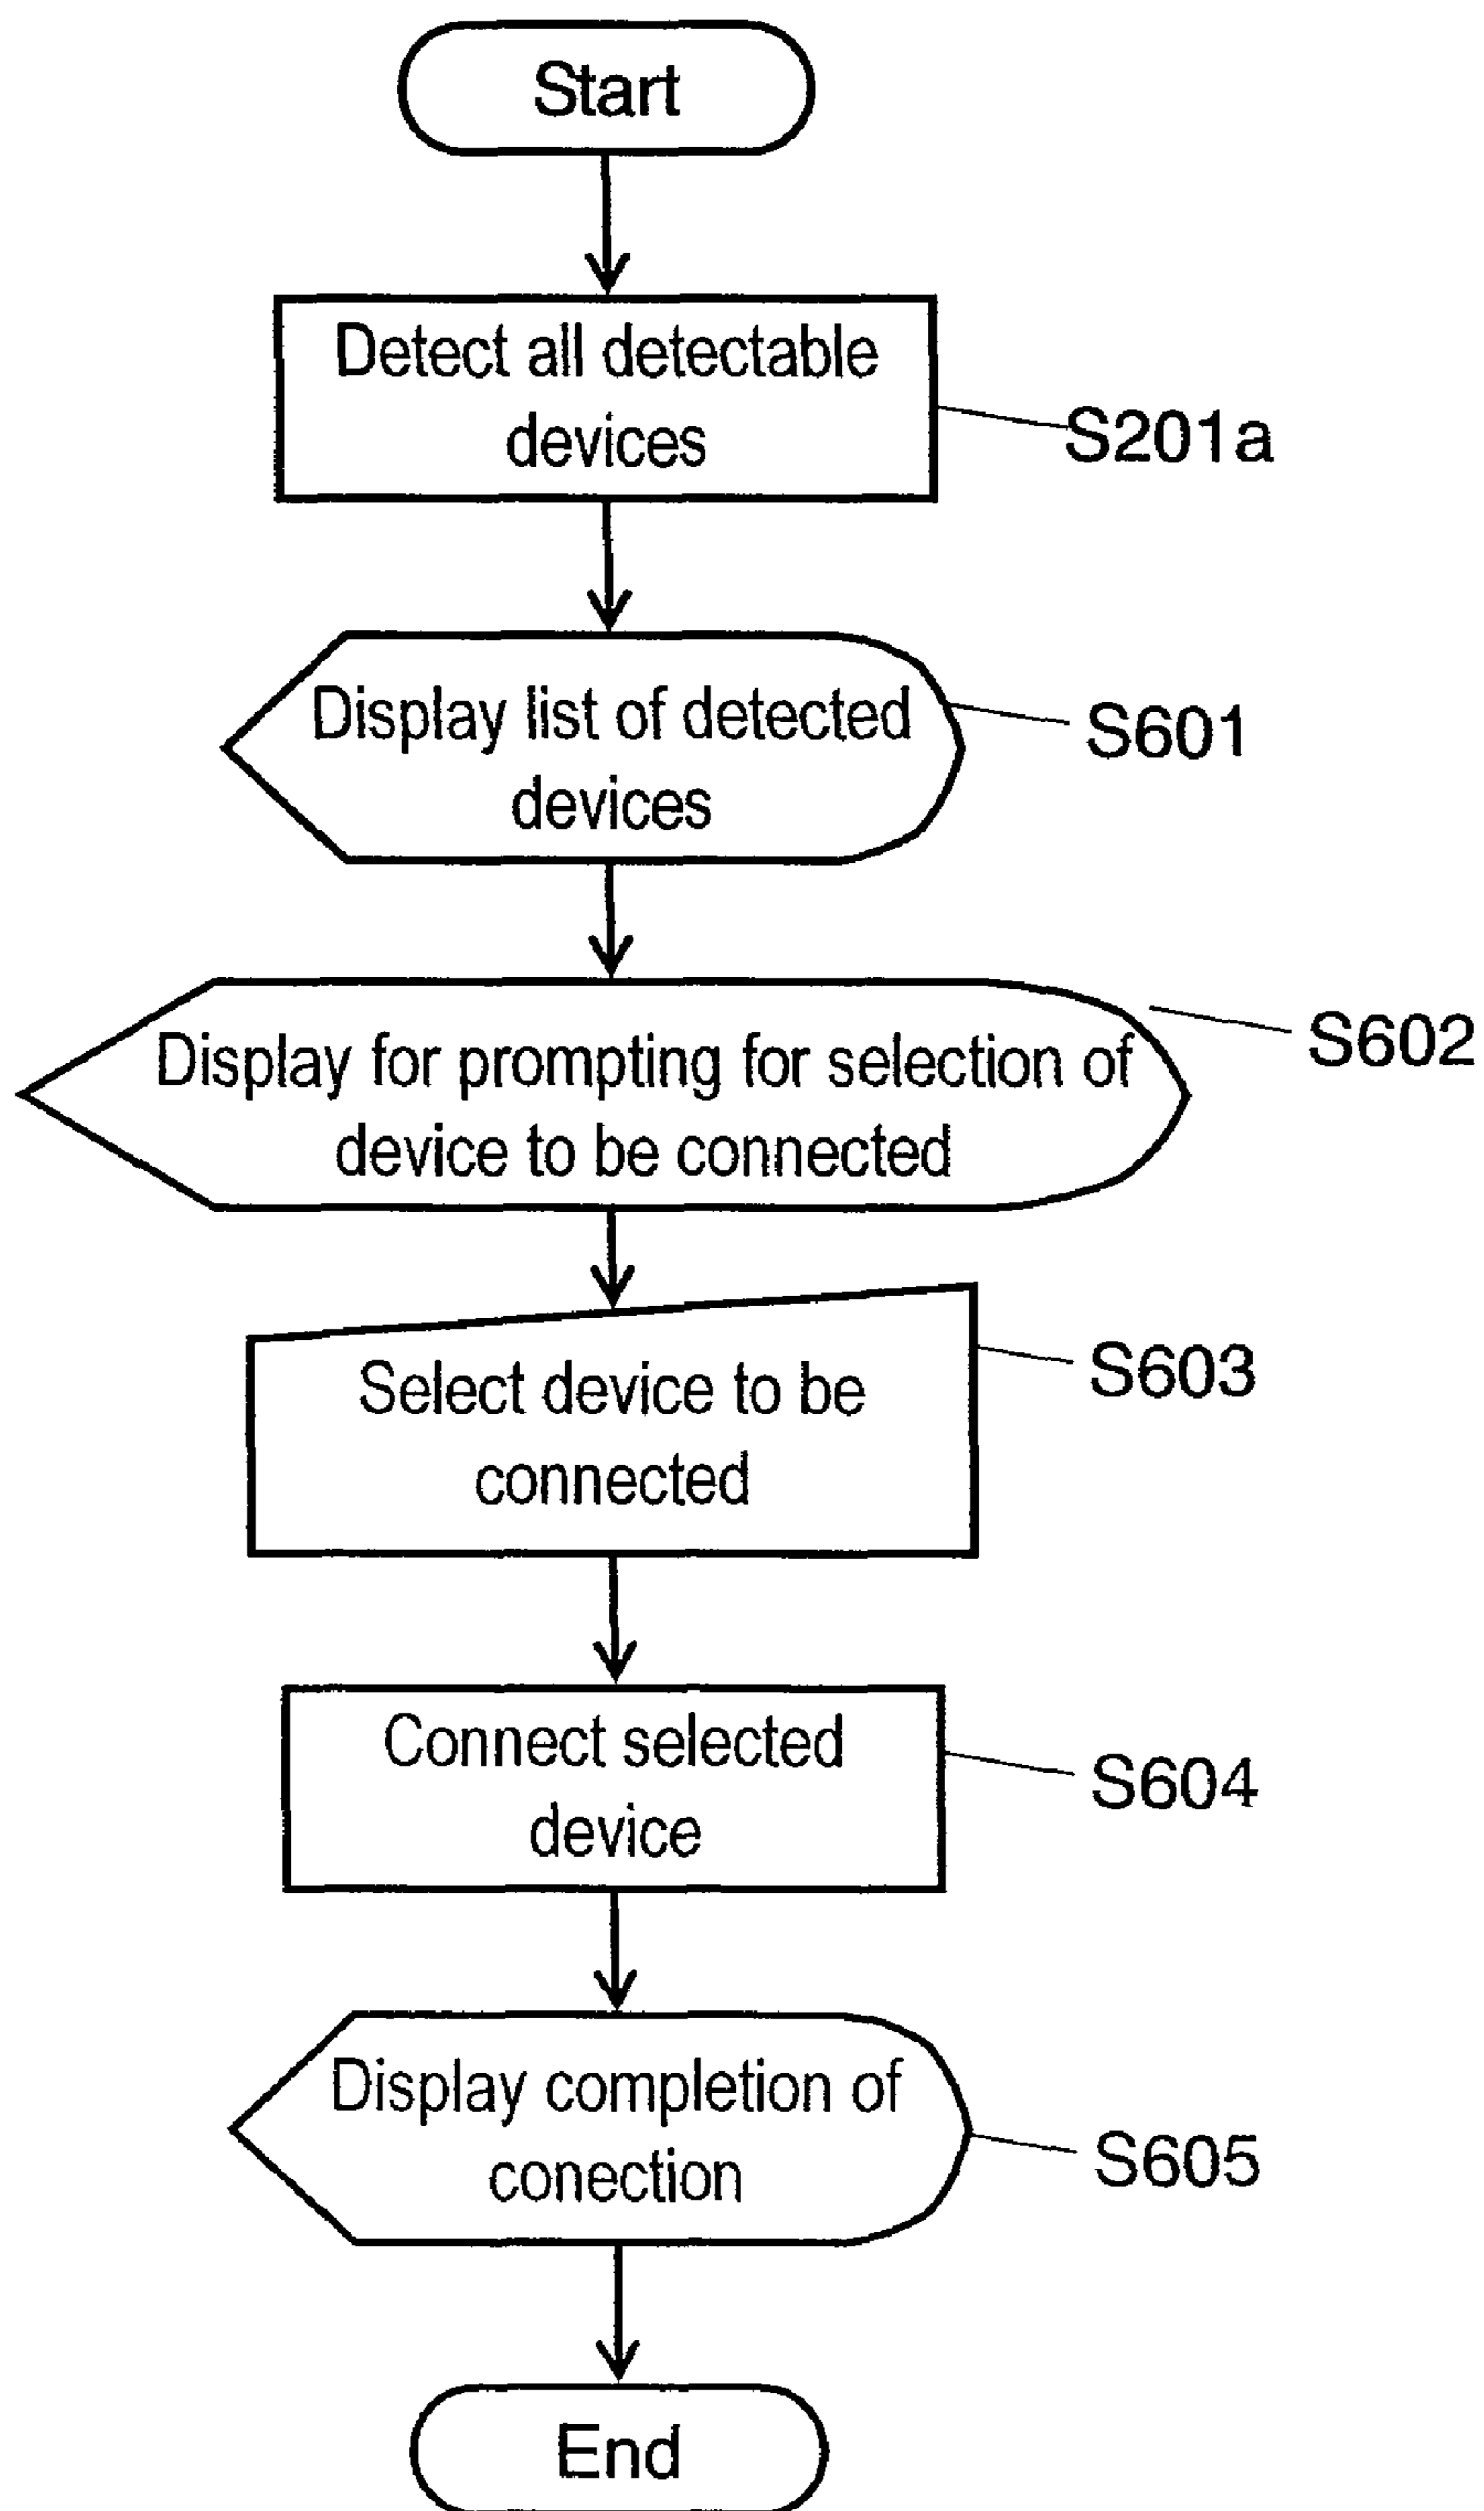 Start
Detect all detectable
devices
S201a
Display list of detected
devices
S601
Display for prompting for selection of
device to be connected
S602
Select device to be
connected
S603
Connect selected
device
S604
Display completion of
conection
S605
End